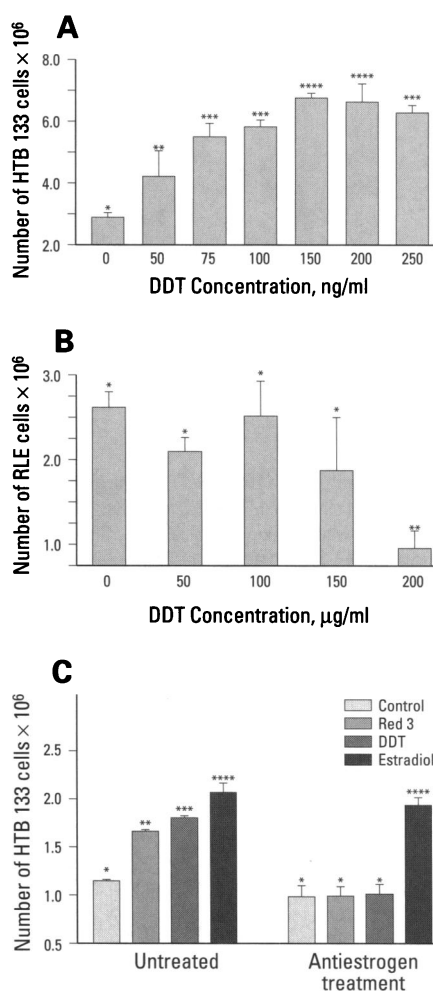 A
Number of HTB 133 cells × 10⁶
8.0
6.0
4.0
2.0
*
**
***
***
****
****
***
0 50 75 100 150 200 250
DDT Concentration, ng/ml
B
Number of RLE cells × 10⁶
3.0
2.0
1.0
*
*
*
*
**
0 50 100 150 200
DDT Concentration, µg/ml
C
Number of HTB 133 cells × 10⁶
2.5
2.0
1.5
1.0
0.5
Control
Red 3
DDT
Estradiol
*
**
***
****
*
*
*
****
Untreated
Antiestrogen
treatment